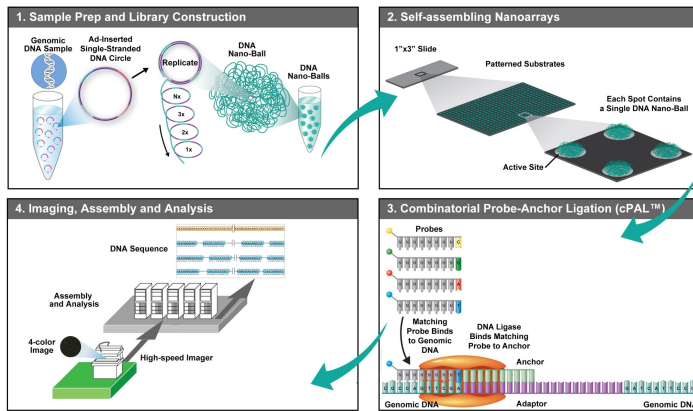 1. Sample Prep and Library Construction
Genomic
DNA Sample
Ad-Inserted
Single-Stranded
DNA Circle
Replicate
Nx
3x
2x
1x
DNA
Nano-Ball
DNA
Nano-Balls
2. Self-assembling Nanoarrays
1"x3" Slide
Patterned Substrates
Each Spot Contains
a Single DNA Nano-Ball
Active Site
4. Imaging, Assembly and Analysis
DNA Sequence
Assembly
and Analysis
4-color
Image
High-speed Imager
3. Combinatorial Probe-Anchor Ligation (cPAL™)
Probes
Matching
Probe Binds
to Genomic
DNA
DNA Ligase
Binds Matching
Probe to Anchor
Anchor
Genomic DNA
Adaptor
Genomic DNA